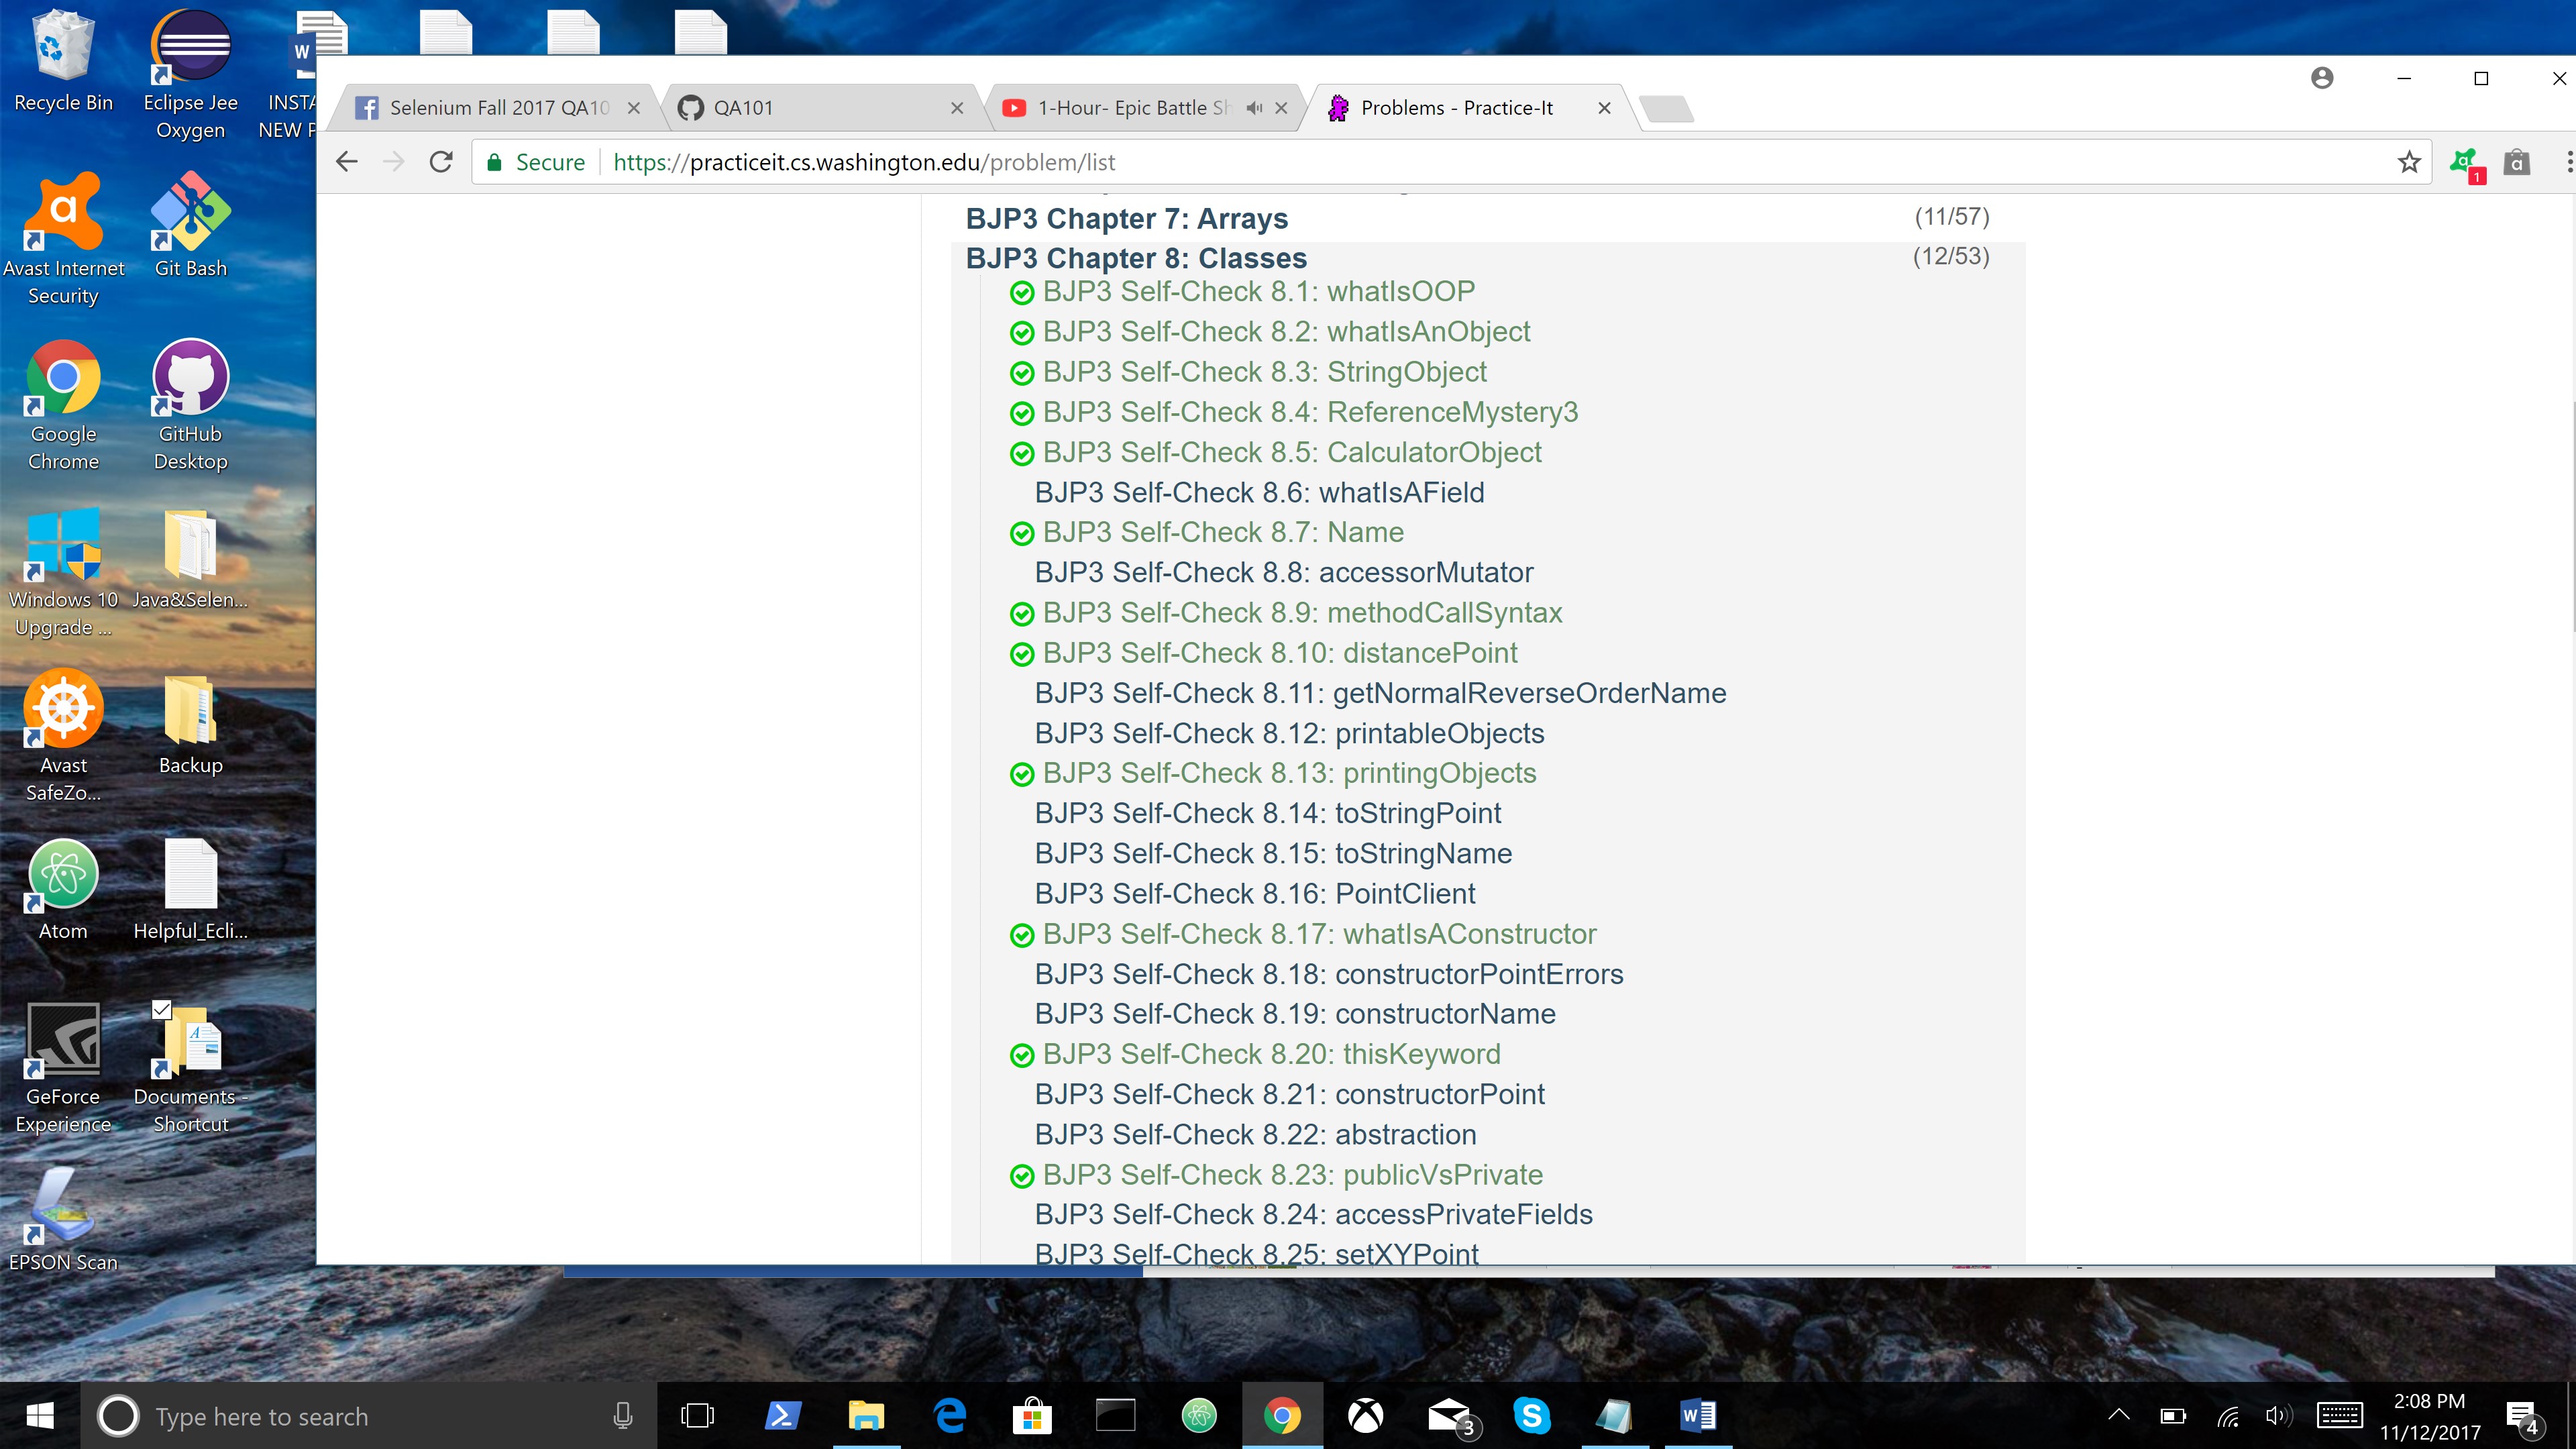 Recycle Bin
Eclipse Jee
Oxygen
INSTA
NEW F
Avast Internet
Security
Git Bash
Google
Chrome
GitHub
Desktop
Windows 10
Upgrade ...
Java&Selen...
Avast
SafeZo...
Backup
Atom
Helpful_Ecli...
GeForce
Experience
Documents -
Shortcut
EPSON Scan
Selenium Fall 2017 QA10
QA101
1-Hour- Epic Battle Sh
Problems - Practice-It
Secure
https://practiceit.cs.washington.edu/problem/list
1
BJP3 Chapter 7: Arrays (11/57)
BJP3 Chapter 8: Classes (12/53)
BJP3 Self-Check 8.1: whatIsOOP
BJP3 Self-Check 8.2: whatIsAnObject
BJP3 Self-Check 8.3: StringObject
BJP3 Self-Check 8.4: ReferenceMystery3
BJP3 Self-Check 8.5: CalculatorObject
BJP3 Self-Check 8.6: whatIsAField
BJP3 Self-Check 8.7: Name
BJP3 Self-Check 8.8: accessorMutator
BJP3 Self-Check 8.9: methodCallSyntax
BJP3 Self-Check 8.10: distancePoint
BJP3 Self-Check 8.11: getNormalReverseOrderName
BJP3 Self-Check 8.12: printableObjects
BJP3 Self-Check 8.13: printingObjects
BJP3 Self-Check 8.14: toStringPoint
BJP3 Self-Check 8.15: toStringName
BJP3 Self-Check 8.16: PointClient
BJP3 Self-Check 8.17: whatIsAConstructor
BJP3 Self-Check 8.18: constructorPointErrors
BJP3 Self-Check 8.19: constructorName
BJP3 Self-Check 8.20: thisKeyword
BJP3 Self-Check 8.21: constructorPoint
BJP3 Self-Check 8.22: abstraction
BJP3 Self-Check 8.23: publicVsPrivate
BJP3 Self-Check 8.24: accessPrivateFields
BJP3 Self-Check 8.25: setXYPoint
Type here to search
3
2:08 PM
11/12/2017
4